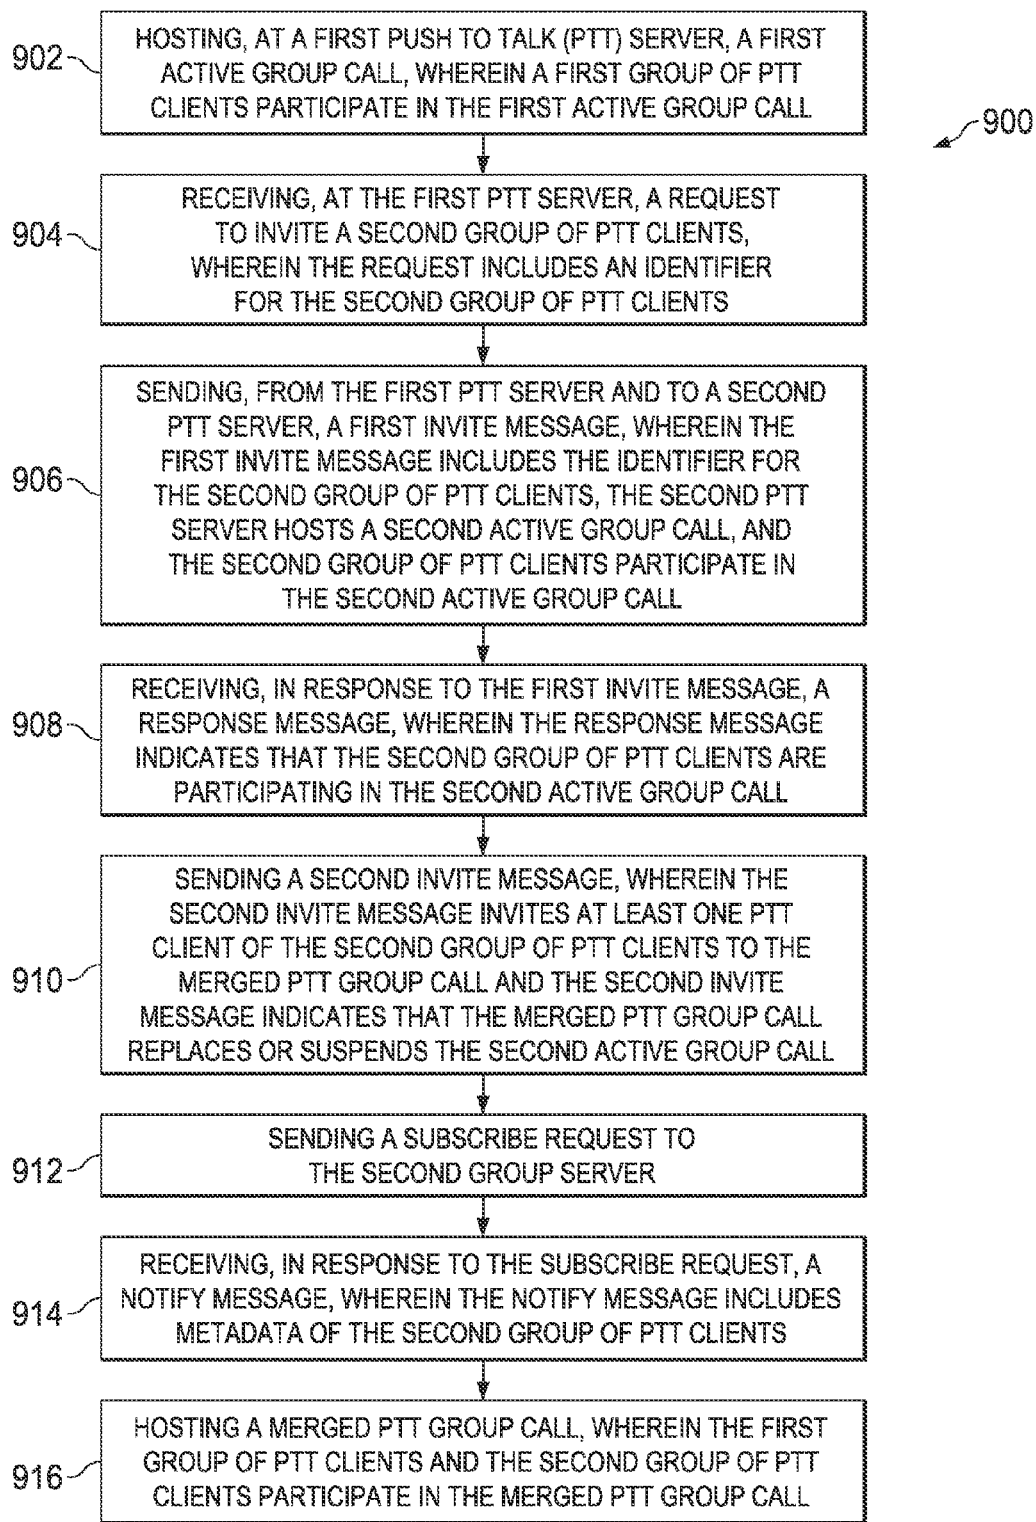 902
HOSTING, AT A FIRST PUSH TO TALK (PTT) SERVER, A FIRST
ACTIVE GROUP CALL, WHEREIN A FIRST GROUP OF PTT
CLIENTS PARTICIPATE IN THE FIRST ACTIVE GROUP CALL
900
904
RECEIVING, AT THE FIRST PTT SERVER, A REQUEST
TO INVITE A SECOND GROUP OF PTT CLIENTS,
WHEREIN THE REQUEST INCLUDES AN IDENTIFIER
FOR THE SECOND GROUP OF PTT CLIENTS
906
SENDING, FROM THE FIRST PTT SERVER AND TO A SECOND
PTT SERVER, A FIRST INVITE MESSAGE, WHEREIN THE
FIRST INVITE MESSAGE INCLUDES THE IDENTIFIER FOR
THE SECOND GROUP OF PTT CLIENTS, THE SECOND PTT
SERVER HOSTS A SECOND ACTIVE GROUP CALL, AND
THE SECOND GROUP OF PTT CLIENTS PARTICIPATE IN
THE SECOND ACTIVE GROUP CALL
908
RECEIVING, IN RESPONSE TO THE FIRST INVITE MESSAGE, A
RESPONSE MESSAGE, WHEREIN THE RESPONSE MESSAGE
INDICATES THAT THE SECOND GROUP OF PTT CLIENTS ARE
PARTICIPATING IN THE SECOND ACTIVE GROUP CALL
910
SENDING A SECOND INVITE MESSAGE, WHEREIN THE
SECOND INVITE MESSAGE INVITES AT LEAST ONE PTT
CLIENT OF THE SECOND GROUP OF PTT CLIENTS TO THE
MERGED PTT GROUP CALL AND THE SECOND INVITE
MESSAGE INDICATES THAT THE MERGED PTT GROUP CALL
REPLACES OR SUSPENDS THE SECOND ACTIVE GROUP CALL
912
SENDING A SUBSCRIBE REQUEST TO
THE SECOND GROUP SERVER
914
RECEIVING, IN RESPONSE TO THE SUBSCRIBE REQUEST, A
NOTIFY MESSAGE, WHEREIN THE NOTIFY MESSAGE INCLUDES
METADATA OF THE SECOND GROUP OF PTT CLIENTS
916
HOSTING A MERGED PTT GROUP CALL, WHEREIN THE FIRST
GROUP OF PTT CLIENTS AND THE SECOND GROUP OF PTT
CLIENTS PARTICIPATE IN THE MERGED PTT GROUP CALL